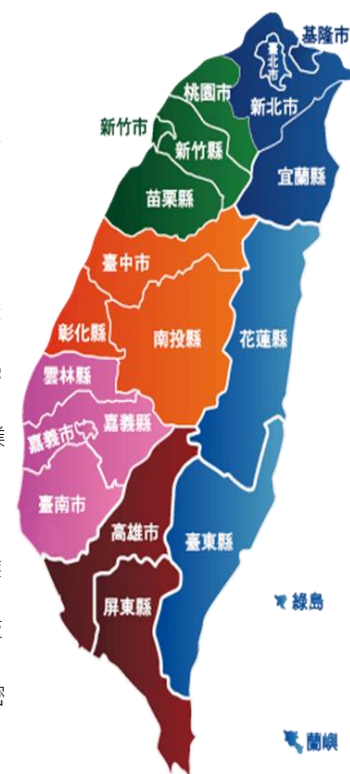 基隆市
臺北市
桃園市
新北市
新竹市
新竹縣
宜蘭縣
苗栗縣
臺中市
彰化縣
南投縣
花蓮縣
雲林縣
嘉義縣
嘉義市
臺南市
高雄市
臺東縣
屏東縣
綠島
蘭嶼